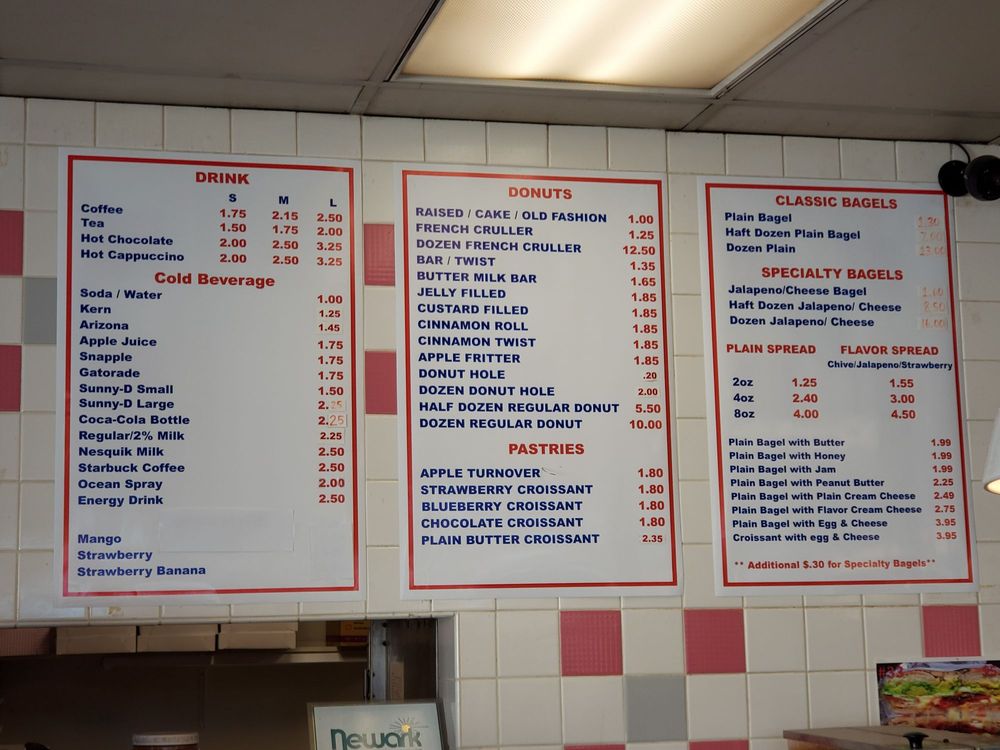 DRINK
S M L
Coffee 1.75 2.15 2.50
Tea 1.50 1.75 2.00
Hot Chocolate 2.00 2.50 3.25
Hot Cappuccino 2.00 2.50 3.25
Cold Beverage
Soda / Water 1.00
Kern 1.25
Arizona 1.45
Apple Juice 1.75
Snapple 1.75
Gatorade 1.75
Sunny-D Small 1.50
Sunny-D Large 2.25
Coca-Cola Bottle 2.25
Regular/2% Milk 2.25
Nesquik Milk 2.50
Starbuck Coffee 2.50
Ocean Spray 2.00
Energy Drink 2.50
Mango
Strawberry
Strawberry Banana
DONUTS
RAISED / CAKE / OLD FASHION 1.00
FRENCH CRULLER 1.25
DOZEN FRENCH CRULLER 12.50
BAR / TWIST 1.35
BUTTER MILK BAR 1.65
JELLY FILLED 1.85
CUSTARD FILLED 1.85
CINNAMON ROLL 1.85
CINNAMON TWIST 1.85
APPLE FRITTER 1.85
DONUT HOLE .20
DOZEN DONUT HOLE 2.00
HALF DOZEN REGULAR DONUT 5.50
DOZEN REGULAR DONUT 10.00
PASTRIES
APPLE TURNOVER 1.80
STRAWBERRY CROISSANT 1.80
BLUEBERRY CROISSANT 1.80
CHOCOLATE CROISSANT 1.80
PLAIN BUTTER CROISSANT 2.35
CLASSIC BAGELS
Plain Bagel
Haft Dozen Plain Bagel
Dozen Plain
SPECIALTY BAGELS
Jalapeno/Cheese Bagel 1.60
Haft Dozen Jalapeno/ Cheese 8.50
Dozen Jalapeno/ Cheese 16.00
PLAIN SPREAD FLAVOR SPREAD
Chive/Jalapeno/Strawberry
2oz 1.25 1.55
4oz 2.40 3.00
8oz 4.00 4.50
Plain Bagel with Butter 1.99
Plain Bagel with Honey 1.99
Plain Bagel with Jam 1.99
Plain Bagel with Peanut Butter 2.25
Plain Bagel with Plain Cream Cheese 2.49
Plain Bagel with Flavor Cream Cheese 2.75
Plain Bagel with Egg & Cheese 3.95
Croissant with egg & Cheese 3.95
** Additional $.30 for Specialty Bagels**
Newark